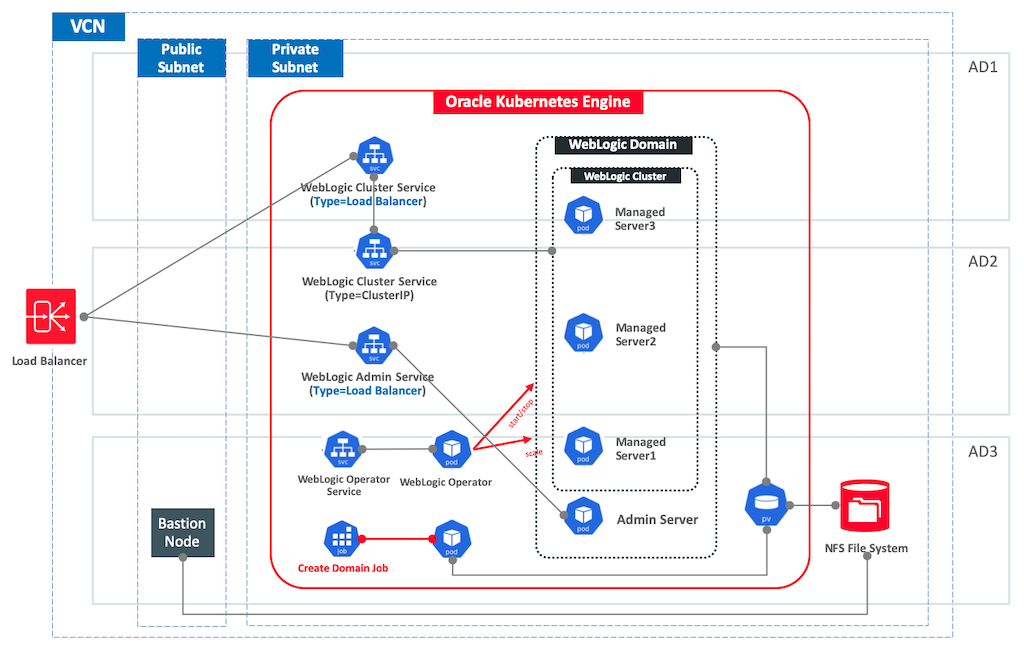 VCN
Public
Subnet
Private
Subnet
AD1
Oracle Kubernetes Engine
WebLogic Domain
WebLogic Cluster
svc
WebLogic Cluster Service
(Type=Load Balancer)
pod
Managed
Server3
svc
WebLogic Cluster Service
(Type=ClusterIP)
AD2
Load Balancer
svc
WebLogic Admin Service
(Type=Load Balancer)
pod
Managed
Server2
start/stop
scale
AD3
svc
WebLogic Operator
Service
pod
WebLogic Operator
pod
Managed
Server1
Bastion
Node
job
Create Domain Job
pod
pod
Admin Server
pv
NFS File System